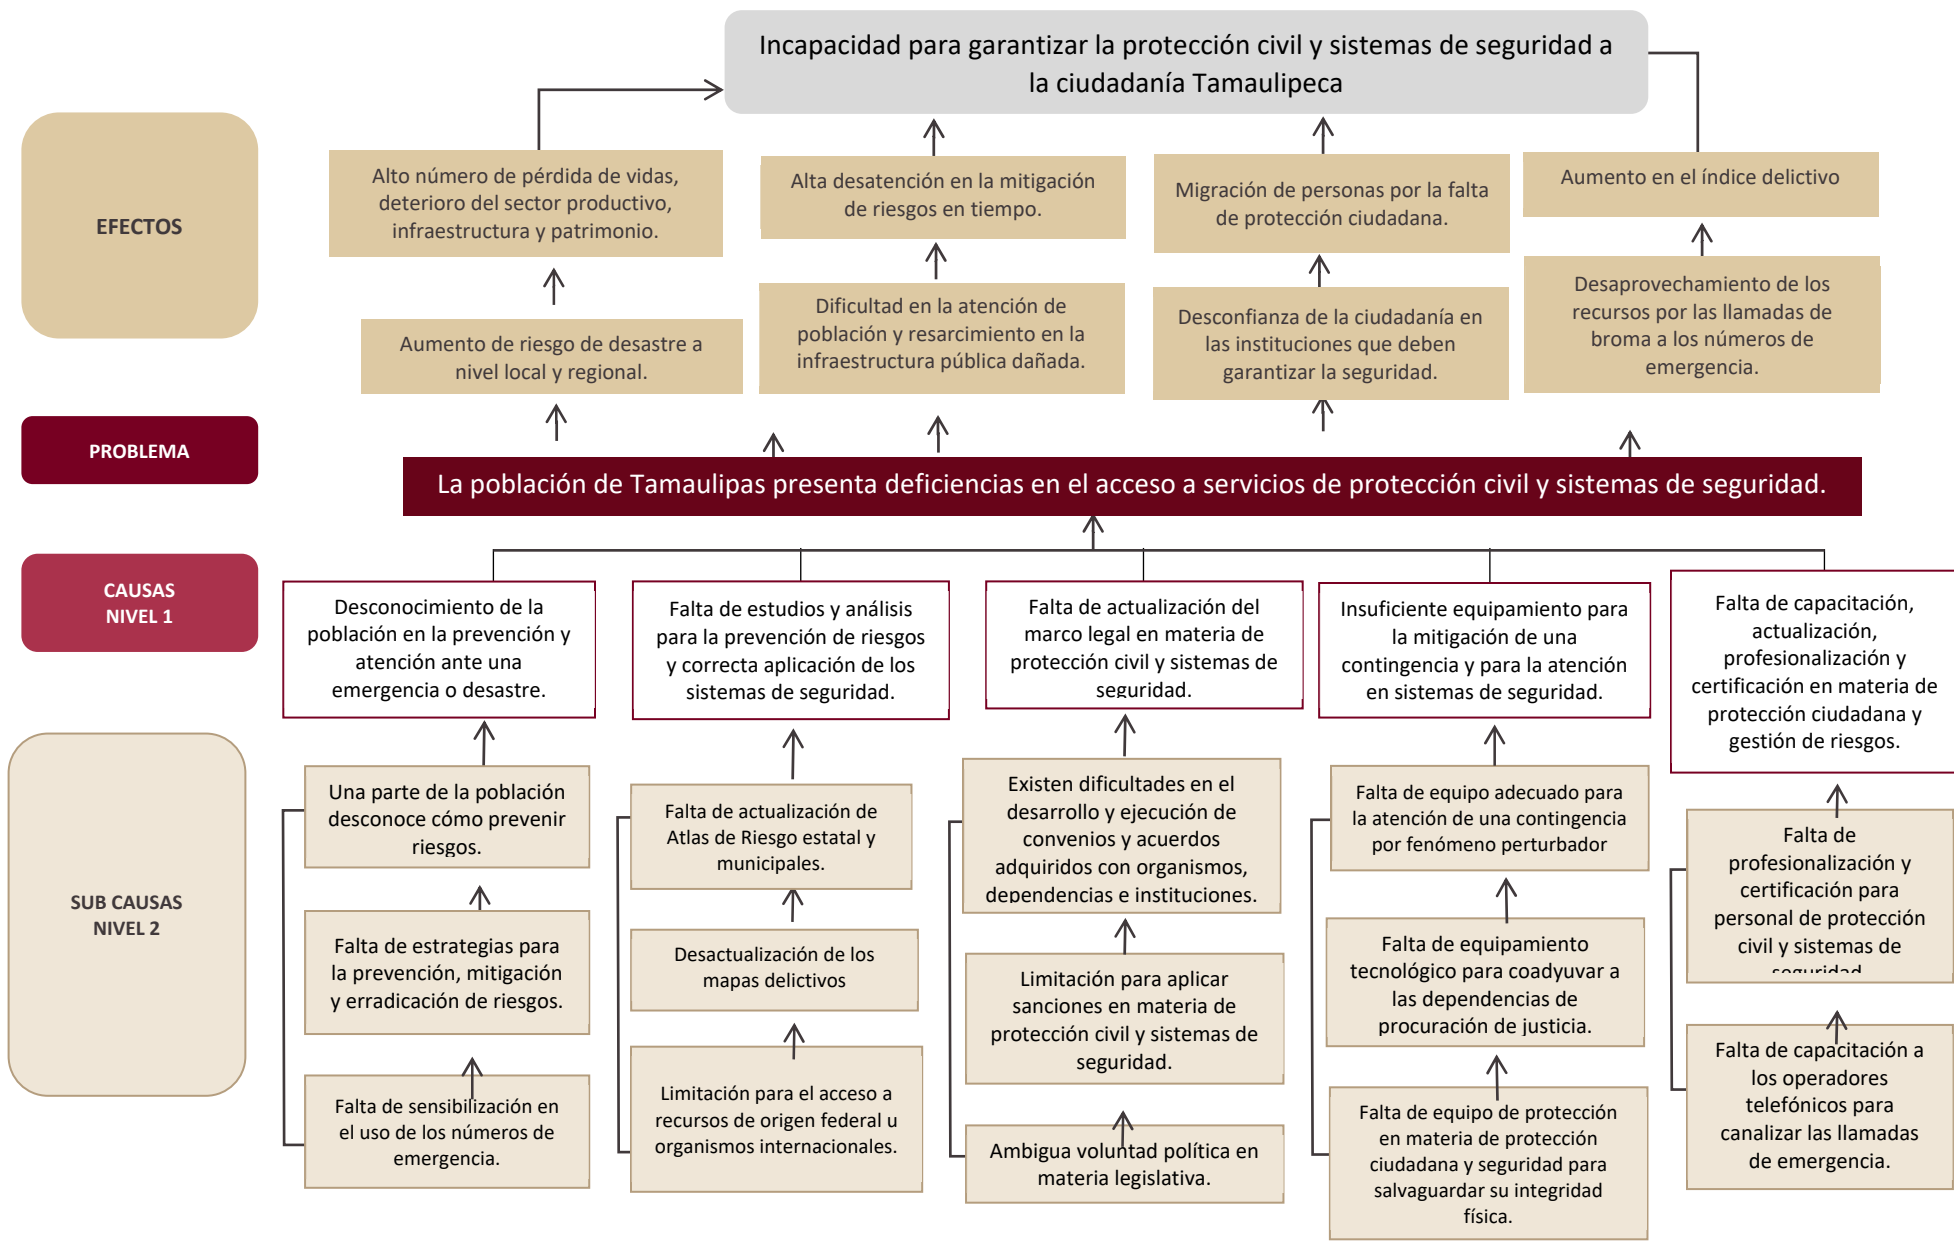 Incapacidad para garantizar la protección civil y sistemas de seguridad a
la ciudadanía Tamaulipeca
EFECTOS
Alto número de pérdida de vidas,
deterioro del sector productivo,
infraestructura y patrimonio.
Alta desatención en la mitigación
de riesgos en tiempo.
Migración de personas por la falta
de protección ciudadana.
Aumento en el índice delictivo
Aumento de riesgo de desastre a
nivel local y regional.
Dificultad en la atención de
población y resarcimiento en la
infraestructura pública dañada.
Desconfianza de la ciudadanía en
las instituciones que deben
garantizar la seguridad.
Desaprovechamiento de los
recursos por las llamadas de
broma a los números de
emergencia.
PROBLEMA
La población de Tamaulipas presenta deficiencias en el acceso a servicios de protección civil y sistemas de seguridad.
CAUSAS
NIVEL 1
Desconocimiento de la
población en la prevención y
atención ante una
emergencia o desastre.
Falta de estudios y análisis
para la prevención de riesgos
y correcta aplicación de los
sistemas de seguridad.
Falta de actualización del
marco legal en materia de
protección civil y sistemas de
seguridad.
Insuficiente equipamiento para
la mitigación de una
contingencia y para la atención
en sistemas de seguridad.
Falta de capacitación,
actualización,
profesionalización y
certificación en materia de
protección ciudadana y
gestión de riesgos.
SUB CAUSAS
NIVEL 2
Una parte de la población
desconoce cómo prevenir
riesgos.
Falta de estrategias para
la prevención, mitigación
y erradicación de riesgos.
Falta de sensibilización en
el uso de los números de
emergencia.
Falta de actualización de
Atlas de Riesgo estatal y
municipales.
Desactualización de los
mapas delictivos
Limitación para el acceso a
recursos de origen federal u
organismos internacionales.
Existen dificultades en el
desarrollo y ejecución de
convenios y acuerdos
adquiridos con organismos,
dependencias e instituciones.
Limitación para aplicar
sanciones en materia de
protección civil y sistemas de
seguridad.
Ambigua voluntad política en
materia legislativa.
Falta de equipo adecuado para
la atención de una contingencia
por fenómeno perturbador
Falta de equipamiento
tecnológico para coadyuvar a
las dependencias de
procuración de justicia.
Falta de equipo de protección
en materia de protección
ciudadana y seguridad para
salvaguardar su integridad
física.
Falta de
profesionalización y
certificación para
personal de protección
civil y sistemas de
seguridad.
Falta de capacitación a
los operadores
telefónicos para
canalizar las llamadas
de emergencia.